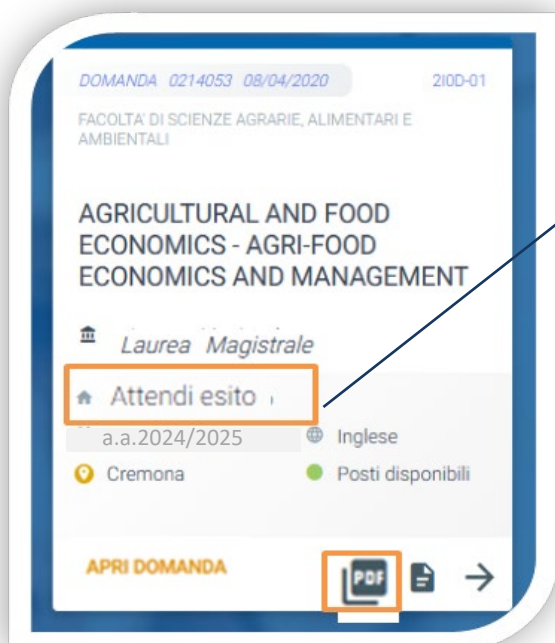 DOMANDA 0214053 08/04/2020 2I0D-01
FACOLTA' DI SCIENZE AGRARIE, ALIMENTARI E
AMBIENTALI
AGRICULTURAL AND FOOD
ECONOMICS - AGRI-FOOD
ECONOMICS AND MANAGEMENT
Laurea Magistrale
Attendi esito
a.a.2024/2025 Inglese
Cremona Posti disponibili
APRI DOMANDA PDF